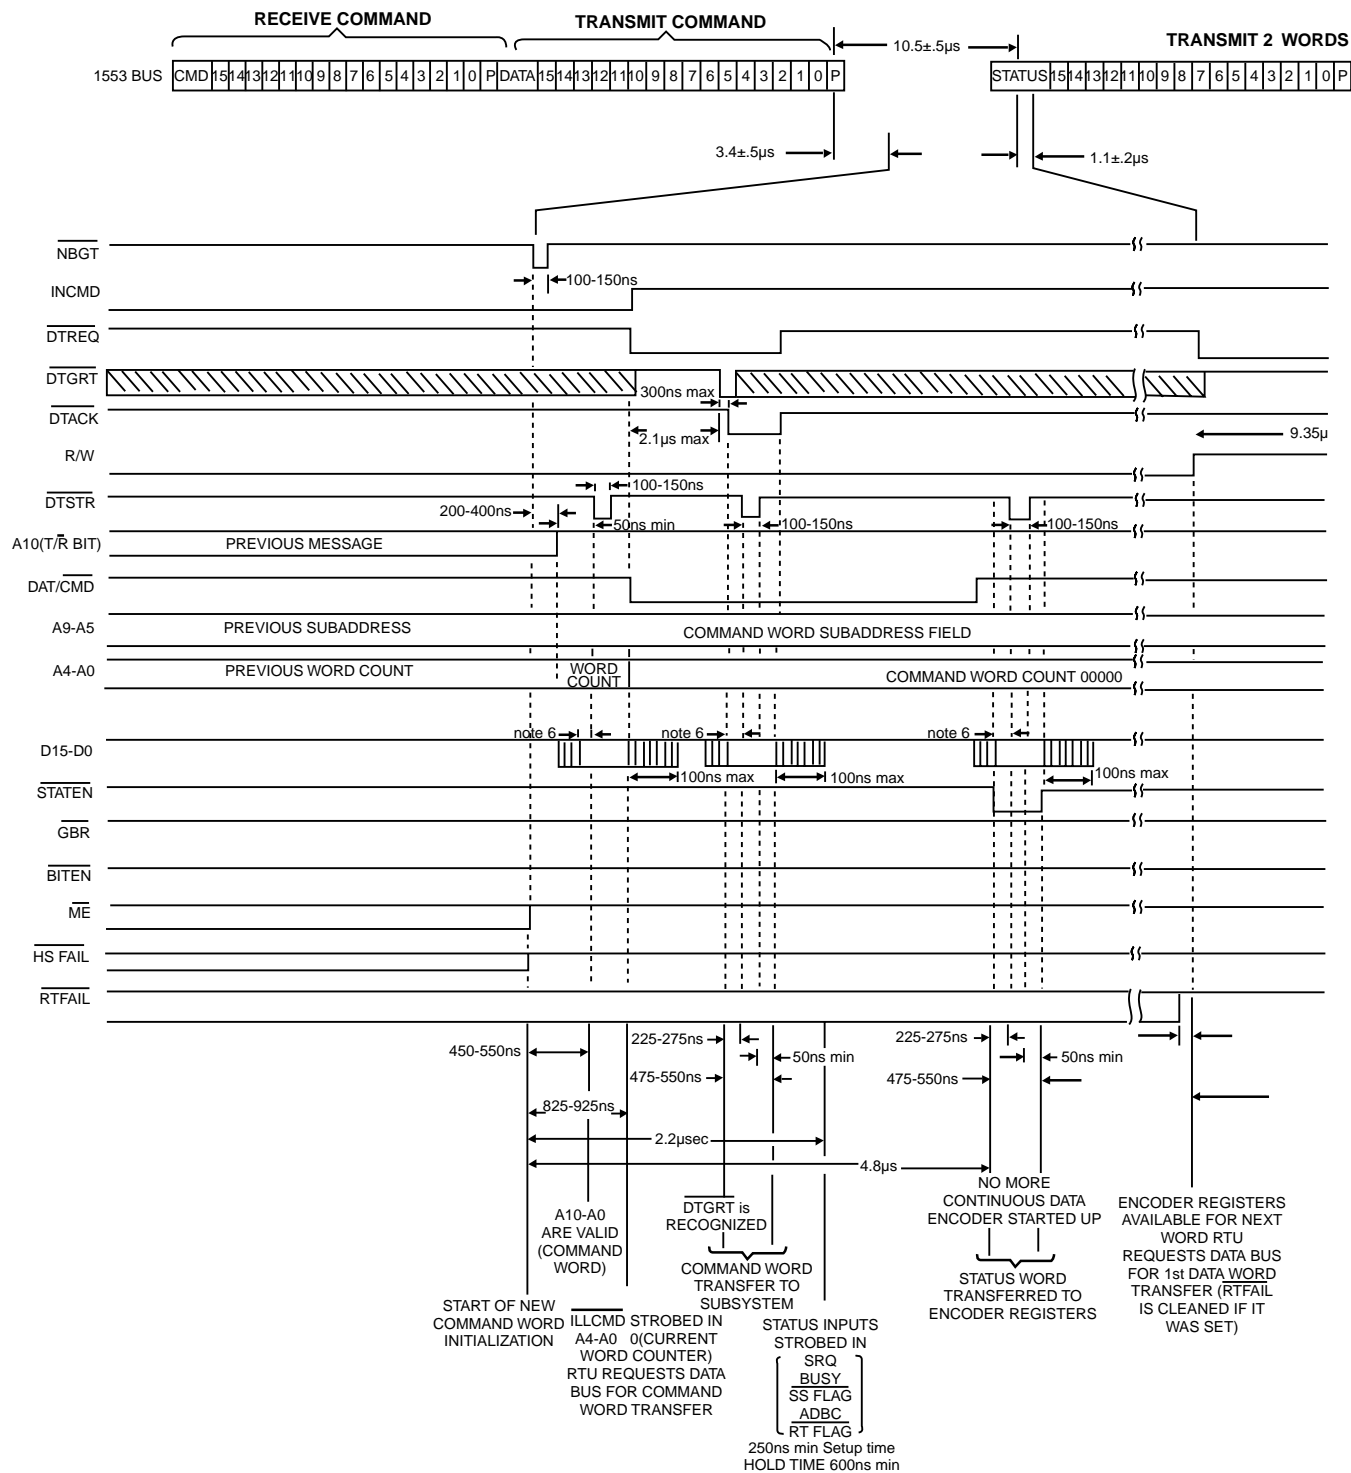 RECEIVE COMMAND
TRANSMIT COMMAND
10.5±.5µs
TRANSMIT 2 WORDS
1553 BUS
CMD 15 14 13 12 11 10 9 8 7 6 5 4 3 2 1 0 P DATA 15 14 13 12 11 10 9 8 7 6 5 4 3 2 1 0 P
STATUS 15 14 13 12 11 10 9 8 7 6 5 4 3 2 1 0 P
3.4±.5µs
1.1±.2µs
NBGT
100-150ns
INCMD
DTREQ
DTGRT
300ns max
DTACK
2.1µs max
9.35µ
R/W
100-150ns
DTSTR
200-400ns
50ns min
100-150ns
100-150ns
A10(T/R BIT)
PREVIOUS MESSAGE
DAT/CMD
A9-A5
PREVIOUS SUBADDRESS
COMMAND WORD SUBADDRESS FIELD
A4-A0
PREVIOUS WORD COUNT
WORD
COUNT
COMMAND WORD COUNT 00000
note 6
note 6
note 6
D15-D0
100ns max
100ns max
100ns max
STATEN
GBR
BITEN
ME
HS FAIL
RTFAIL
450-550ns
225-275ns
50ns min
475-550ns
225-275ns
50ns min
475-550ns
825-925ns
2.2µsec
4.8µs
START OF NEW
COMMAND WORD
INITIALIZATION
A10-A0
ARE VALID
(COMMAND
WORD)
ILLCMD STROBED IN
A4-A0 0(CURRENT
WORD COUNTER)
RTU REQUESTS DATA
BUS FOR COMMAND
WORD TRANSFER
DTGRT is
RECOGNIZED
COMMAND WORD
TRANSFER TO
SUBSYSTEM
STATUS INPUTS
STROBED IN
SRQ
BUSY
SS FLAG
ADBC
RT FLAG
250ns min Setup time
HOLD TIME 600ns min
NO MORE
CONTINUOUS DATA
ENCODER STARTED UP
STATUS WORD
TRANSFERRED TO
ENCODER REGISTERS
ENCODER REGISTERS
AVAILABLE FOR NEXT
WORD RTU
REQUESTS DATA BUS
FOR 1st DATA WORD
TRANSFER (RTFAIL
IS CLEANED IF IT
WAS SET)